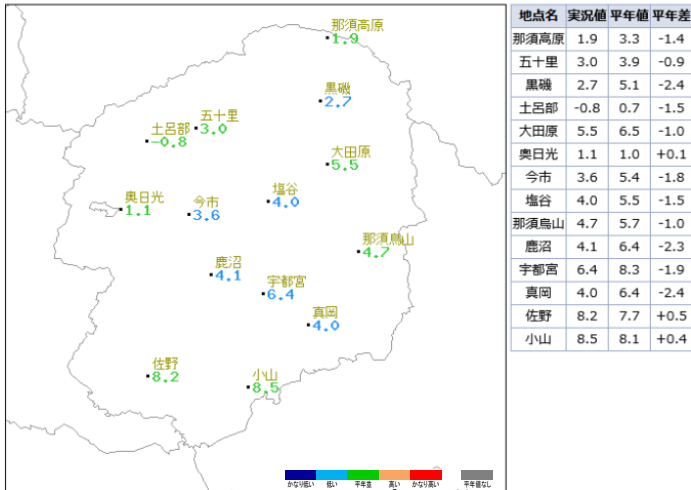 那須高原
1.9
黒磯
2.7
五十里
3.0
土呂部
-0.8
大田原
5.5
奥日光
1.1
今市
3.6
塩谷
4.0
那須烏山
4.7
鹿沼
4.1
宇都宮
6.4
真岡
4.0
佐野
8.2
小山
8.5
かなり低い 低い 平年並 高い かなり高い 平年値なし
地点名 実況値 平年値 平年差
那須高原 1.9 3.3 -1.4
五十里 3.0 3.9 -0.9
黒磯 2.7 5.1 -2.4
土呂部 -0.8 0.7 -1.5
大田原 5.5 6.5 -1.0
奥日光 1.1 1.0 +0.1
今市 3.6 5.4 -1.8
塩谷 4.0 5.5 -1.5
那須烏山 4.7 5.7 -1.0
鹿沼 4.1 6.4 -2.3
宇都宮 6.4 8.3 -1.9
真岡 4.0 6.4 -2.4
佐野 8.2 7.7 +0.5
小山 8.5 8.1 +0.4